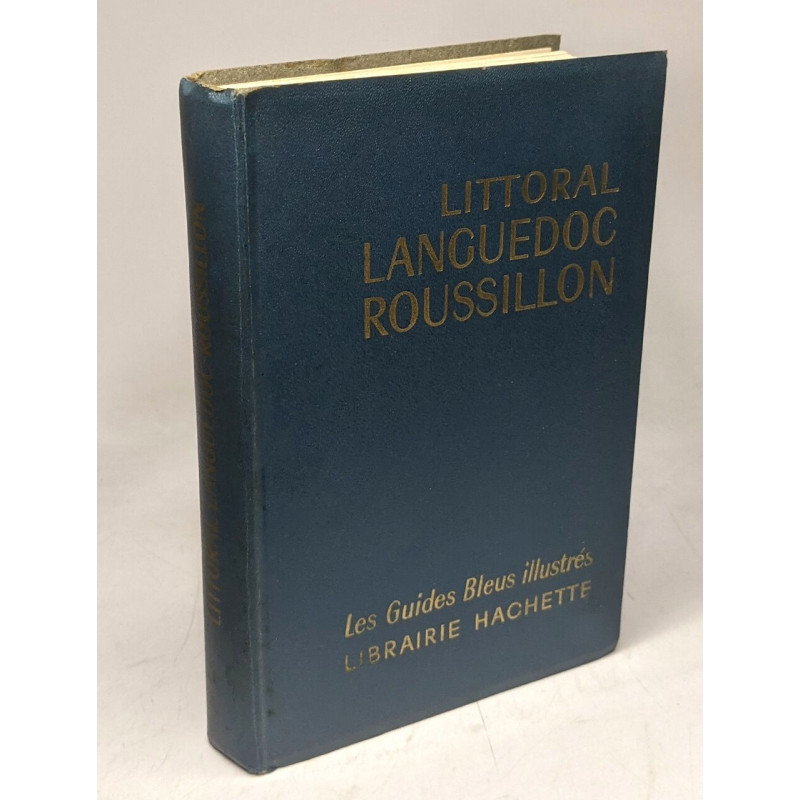 LITTORAL
LANGUEDOC
ROUSSILLON
Les Guides Bleus illustrés
LIBRAIRIE HACHETTE
LITTORAL LANGUEDOC-ROUSSILLON